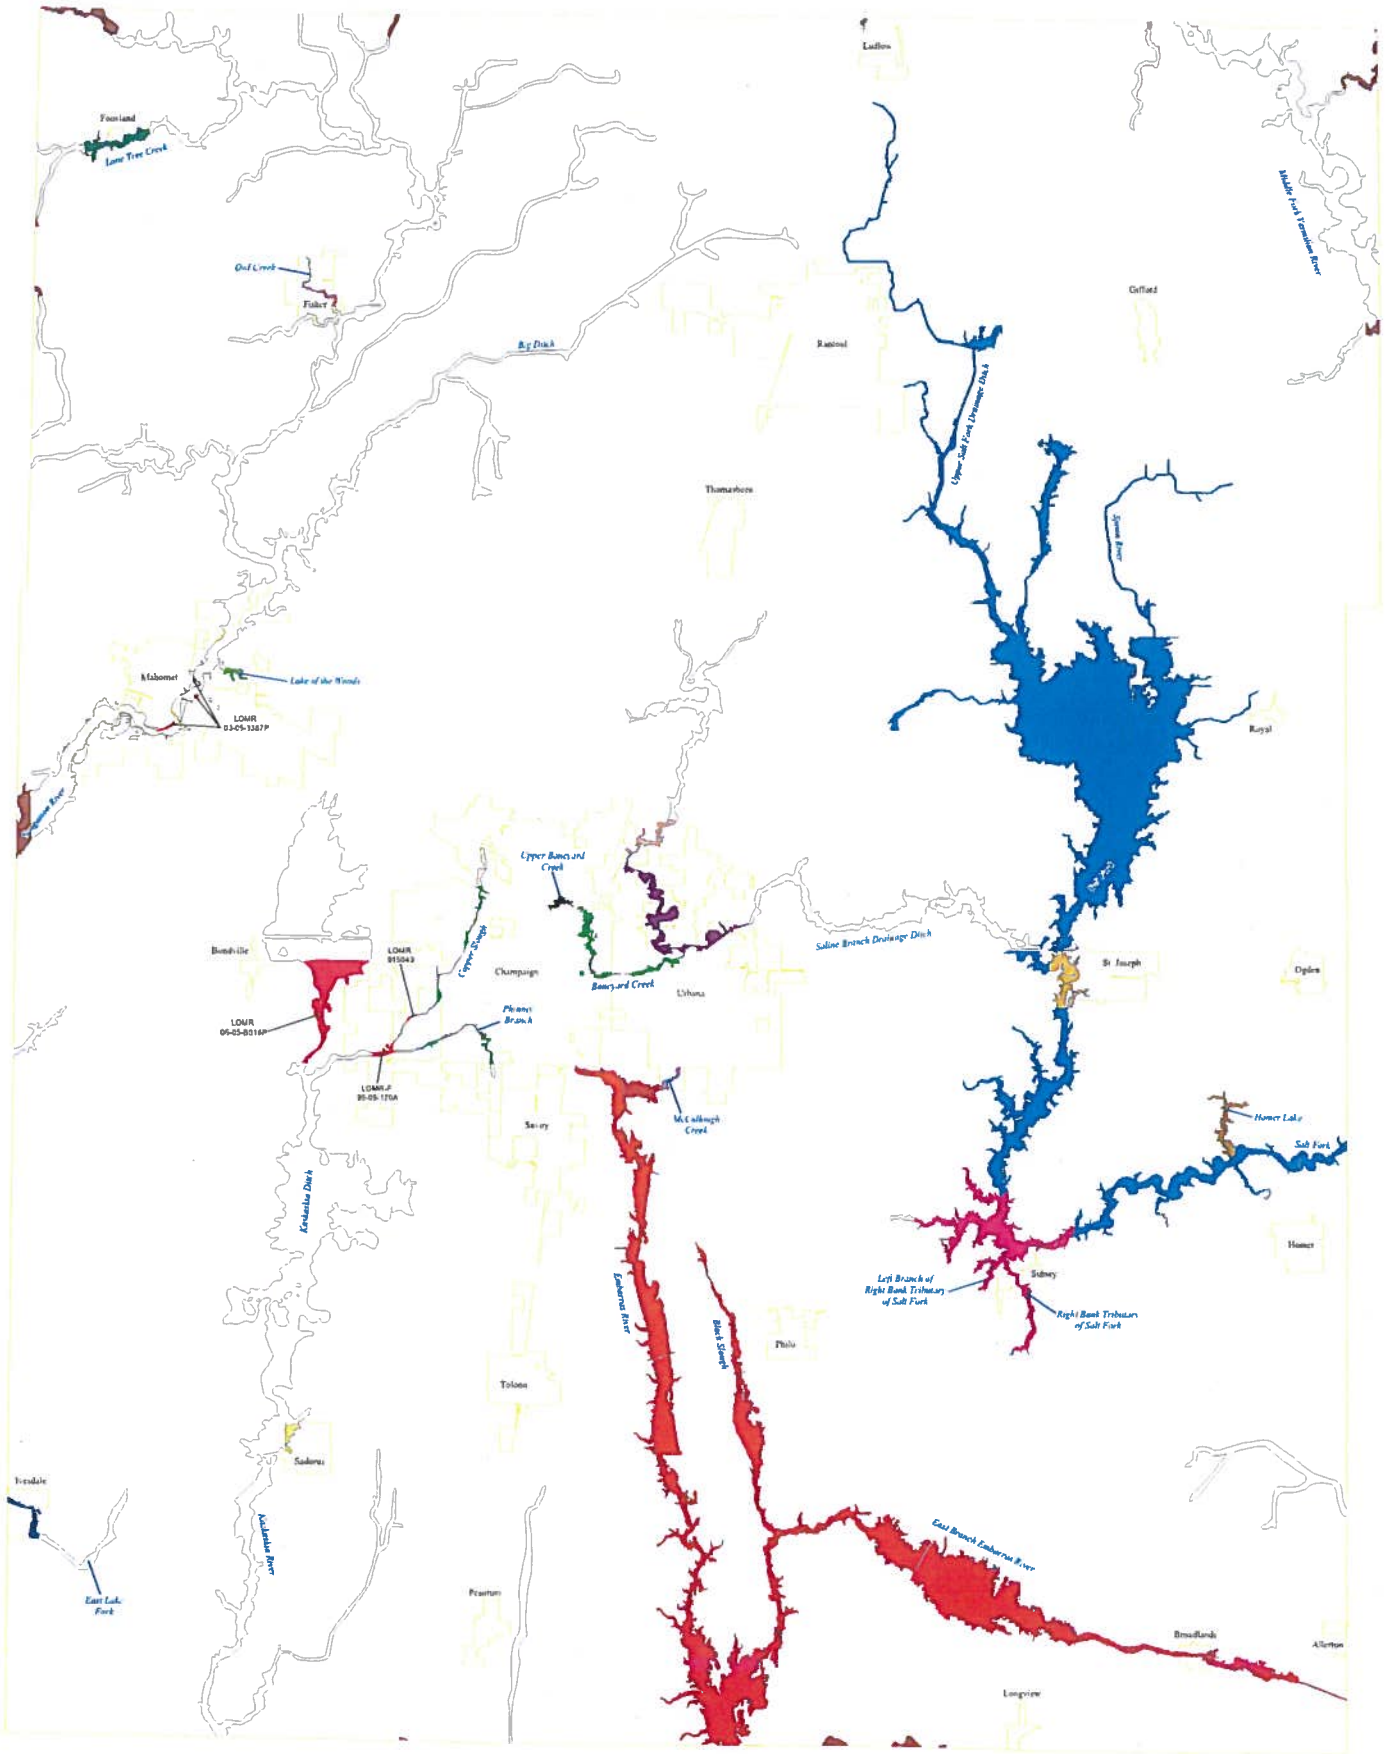 Ludlow
Foosland
Lone Tree Creek
Middle Fork Vermilion River
Owl Creek
Fisher
Gifford
Big Ditch
Rantoul
Upper Salt Fork Drainage Ditch
Thomasboro
Spoon River
Mahomet
Lake of the Woods
LOMR
03-05-3387P
Royal
Sangamon River
Upper Boneyard
Creek
Bondville
LOMR
Copper Slough
Champaign
Saline Branch Drainage Ditch
St. Joseph
Ogden
Boneyard Creek
Urbana
Phinney
Branch
LOMR
LOMR-F
Savoy
McCullough
Creek
Homer Lake
Salt Fork
Kaskaskia Ditch
Homer
Sidney
Left Branch of
Right Bank Tributary
of Salt Fork
Right Bank Tributary
of Salt Fork
Embarras River
Black Slough
Philo
Tolono
Sadorus
Ivesdale
Kaskaskia River
East Branch Embarras River
East Lake
Fork
Pesotum
Broadlands
Allerton
Longview